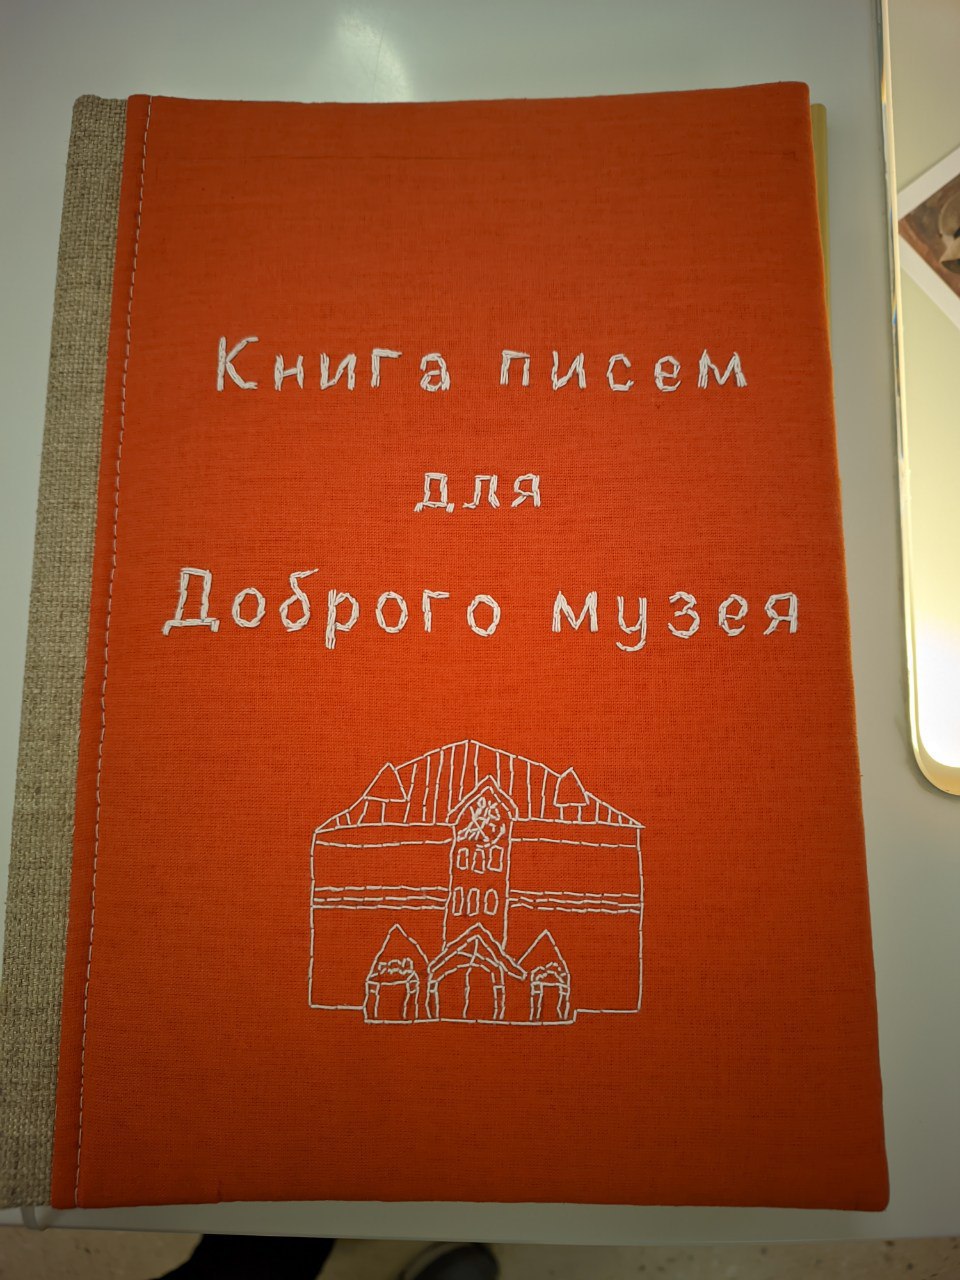 Книга писем
для
Доброго музея